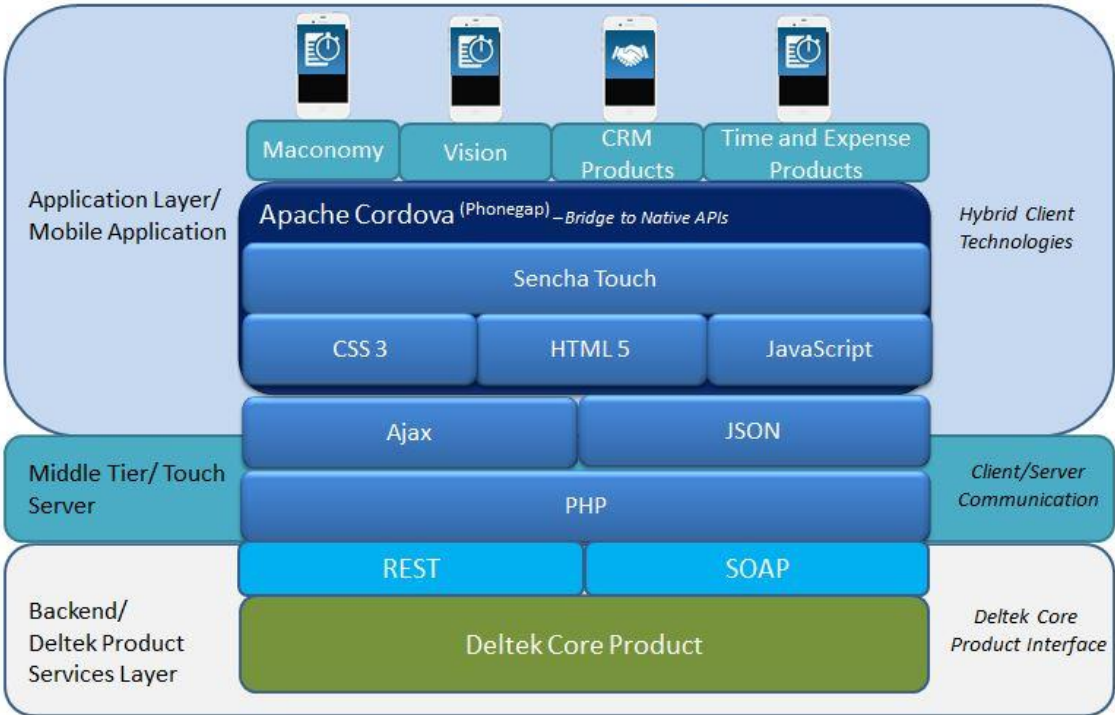 Maconomy
Vision
CRM
Products
Time and Expense
Products
Application Layer/
Mobile Application
Apache Cordova (Phonegap) – Bridge to Native APIs
Hybrid Client
Technologies
Sencha Touch
CSS 3
HTML 5
JavaScript
Ajax
JSON
Middle Tier/ Touch
Server
PHP
Client/Server
Communication
REST
SOAP
Backend/
Deltek Product
Services Layer
Deltek Core Product
Deltek Core
Product Interface